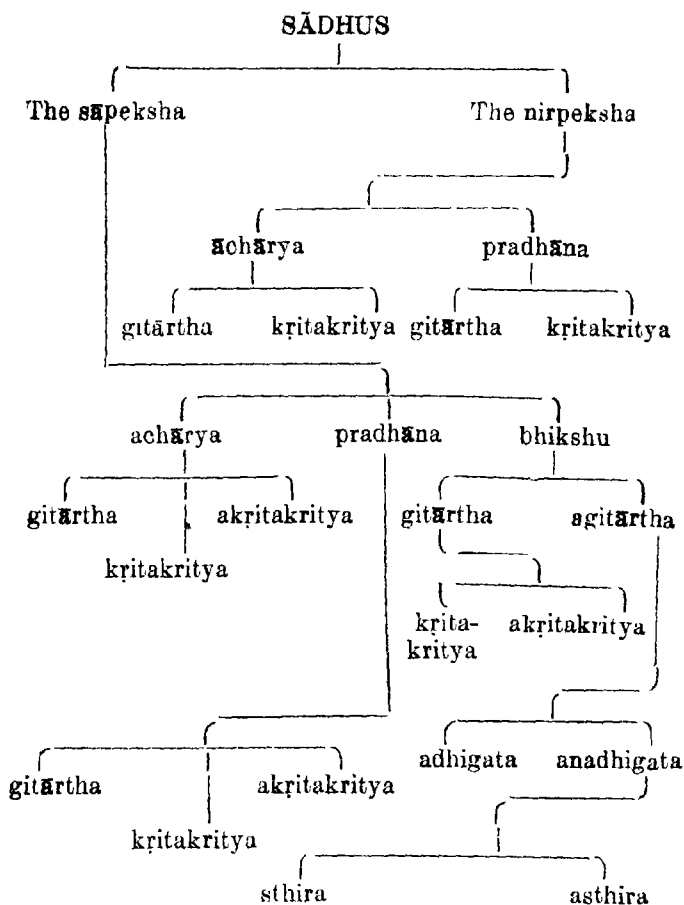 SĀDHUS
The sāpeksha The nirpeksha
āchārya pradhāna
gıtārtha kṛitakritya gitārtha kṛitakritya
achārya pradhāna bhikshu
gitārtha akṛitakritya gitārtha agitārtha
kṛitakritya
kṛita-
kritya
akṛitakritya
adhigata anadhigata
gitārtha akṛitakritya
kṛitakritya
sthira asthira